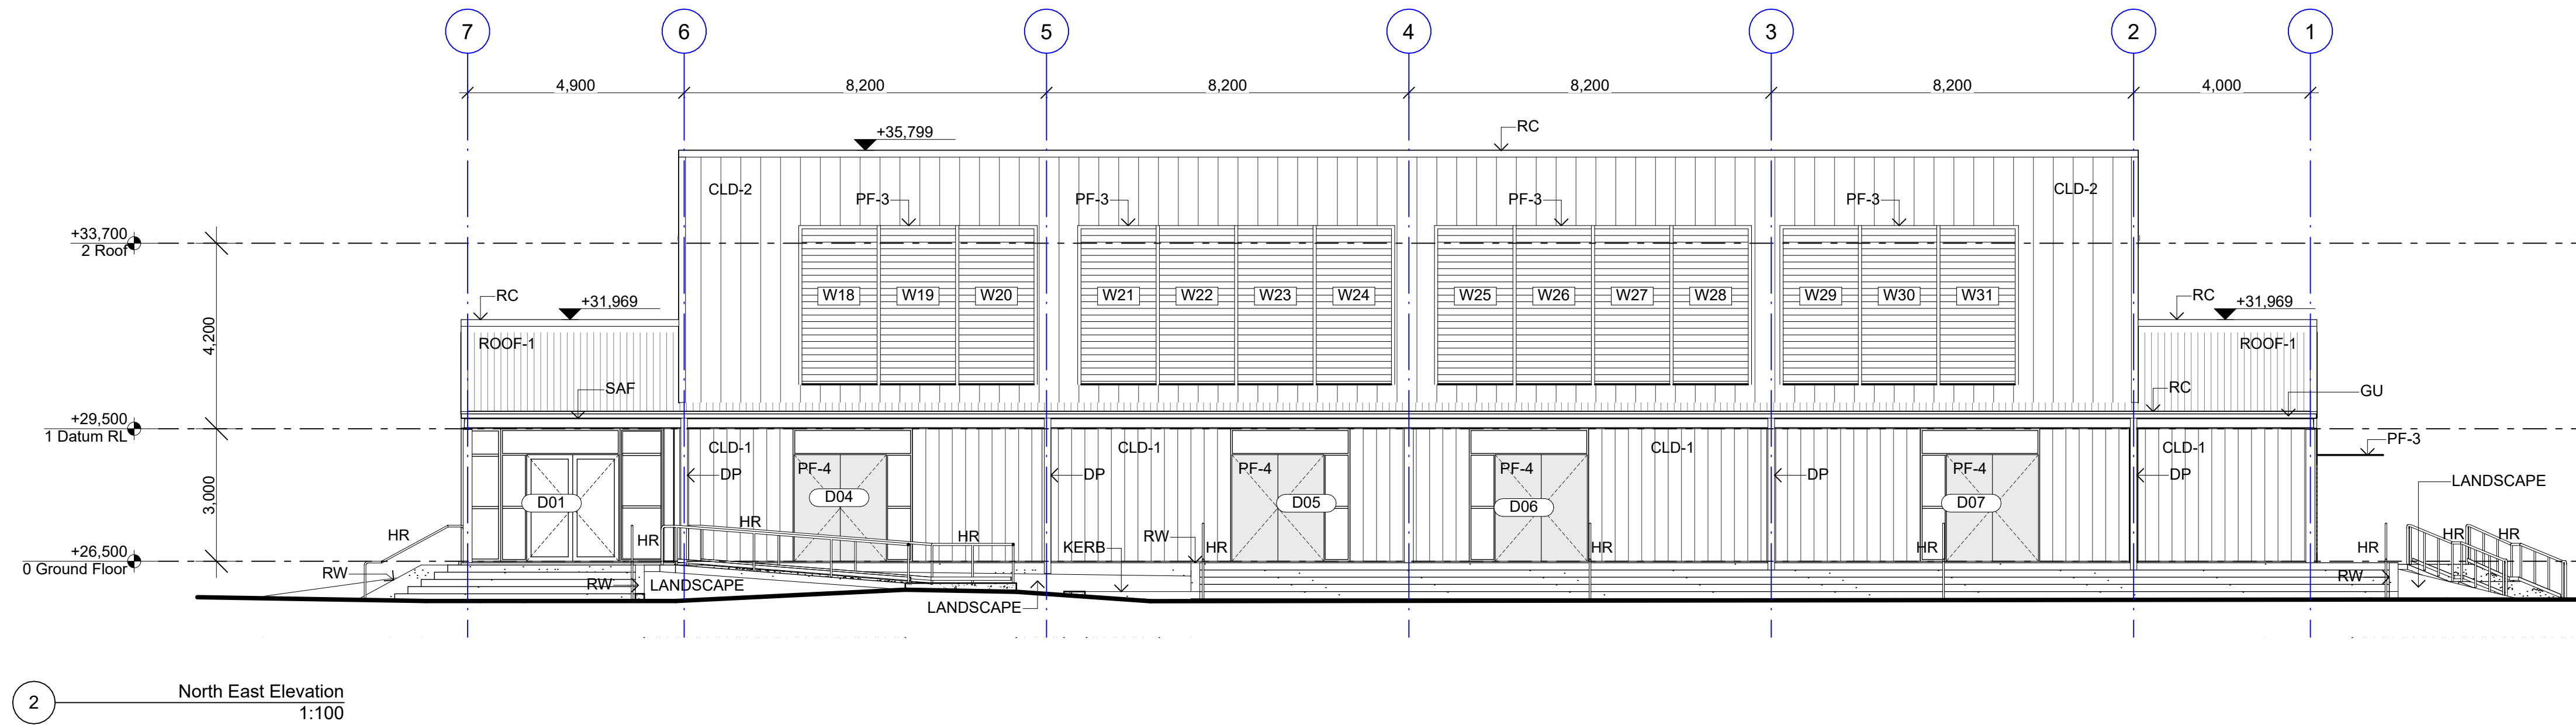 7 6 5 4 3 2 1
4,900 8,200 8,200 8,200 8,200 4,000
+35,799 RC
CLD-2 PF-3 PF-3 PF-3 PF-3 CLD-2
+33,700
2 Roof
W18 W19 W20 W21 W22 W23 W24 W25 W26 W27 W28 W29 W30 W31
RC +31,969 RC +31,969
4,200
ROOF-1 ROOF-1
SAF RC GU
+29,500
1 Datum RL
PF-3
CLD-1 CLD-1 CLD-1 CLD-1
PF-4 PF-4 PF-4 PF-4
DP DP DP DP
LANDSCAPE
3,000
D01 D04 D05 D06 D07
HR HR HR HR RW HR HR HR HR HR HR
KERB
+26,500
0 Ground Floor
RW RW LANDSCAPE RW
LANDSCAPE
2
North East Elevation
1:100